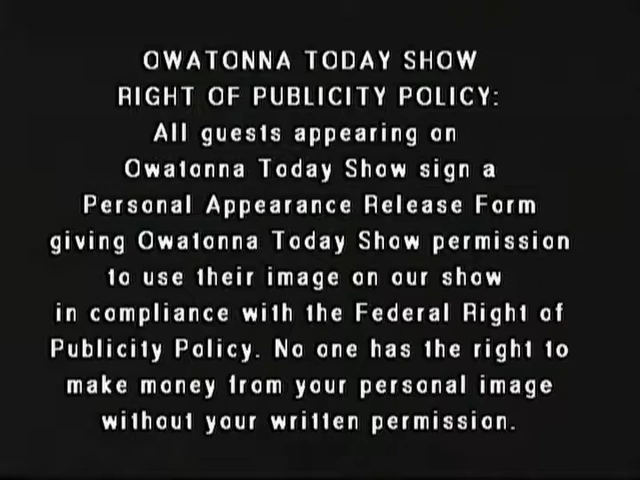 OWATONNA TODAY SHOW
RIGHT OF PUBLICITY POLICY:
All guests appearing on
Owatonna Today Show sign a
Personal Appearance Release Form
giving Owatonna Today Show permission
to use their image on our show
in compliance with the Federal Right of
Publicity Policy. No one has the right to
make money from your personal image
without your written permission.